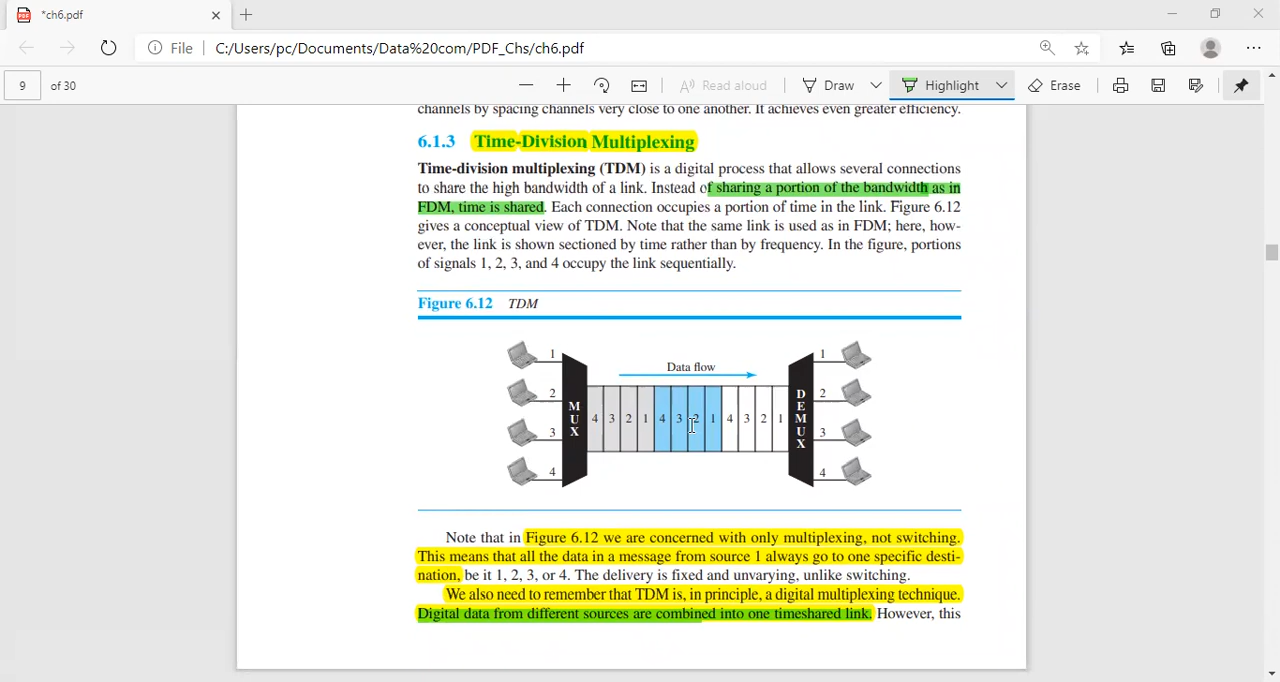 *ch6.pdf
File C:/Users/pc/Documents/Data%20com/PDF_Chs/ch6.pdf
9 of 30 Read aloud Draw Highlight Erase
channels by spacing channels very close to one another. It achieves even greater efficiency.
6.1.3 Time-Division Multiplexing
Time-division multiplexing (TDM) is a digital process that allows several connections
to share the high bandwidth of a link. Instead of sharing a portion of the bandwidth as in
FDM, time is shared. Each connection occupies a portion of time in the link. Figure 6.12
gives a conceptual view of TDM. Note that the same link is used as in FDM; here, how-
ever, the link is shown sectioned by time rather than by frequency. In the figure, portions
of signals 1, 2, 3, and 4 occupy the link sequentially.
Figure 6.12 TDM
1 1
Data flow
2 2
MUX 4 3 2 1 4 3 2 1 4 3 2 1 DEMUX
3 3
4 4
Note that in Figure 6.12 we are concerned with only multiplexing, not switching.
This means that all the data in a message from source 1 always go to one specific desti-
nation, be it 1, 2, 3, or 4. The delivery is fixed and unvarying, unlike switching.
We also need to remember that TDM is, in principle, a digital multiplexing technique.
Digital data from different sources are combined into one timeshared link. However, this